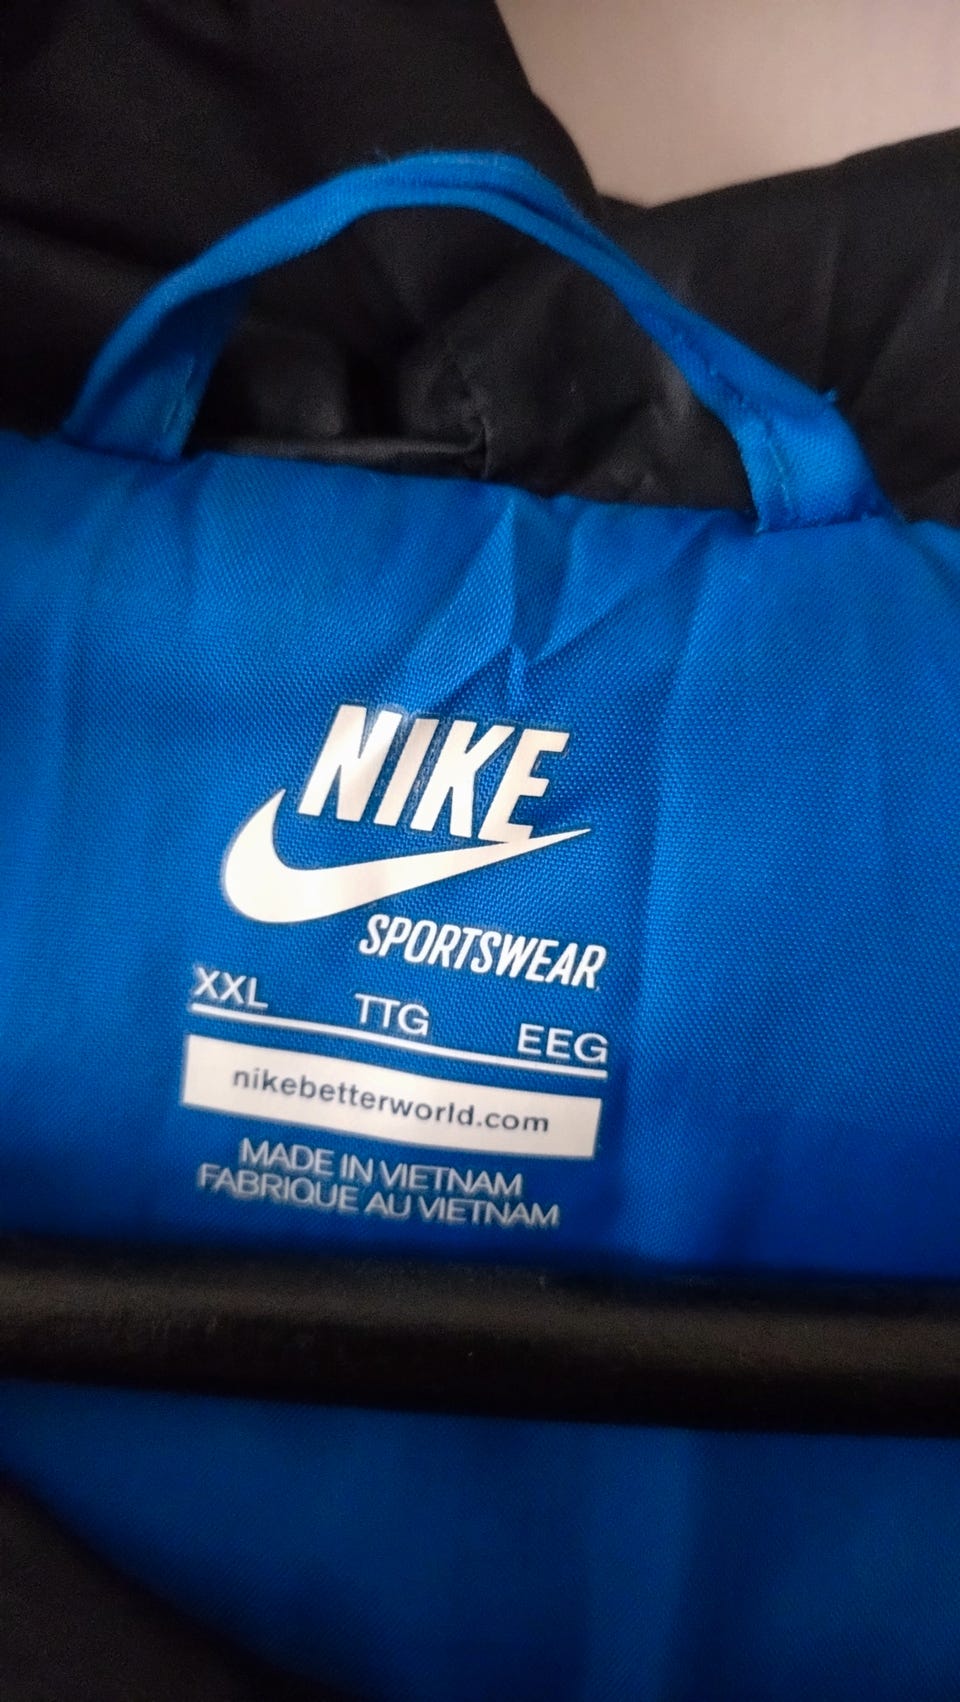 NIKE
SPORTSWEAR
XXL TTG EEG
nikebetterworld.com
MADE IN VIETNAM
FABRIQUE AU VIETNAM